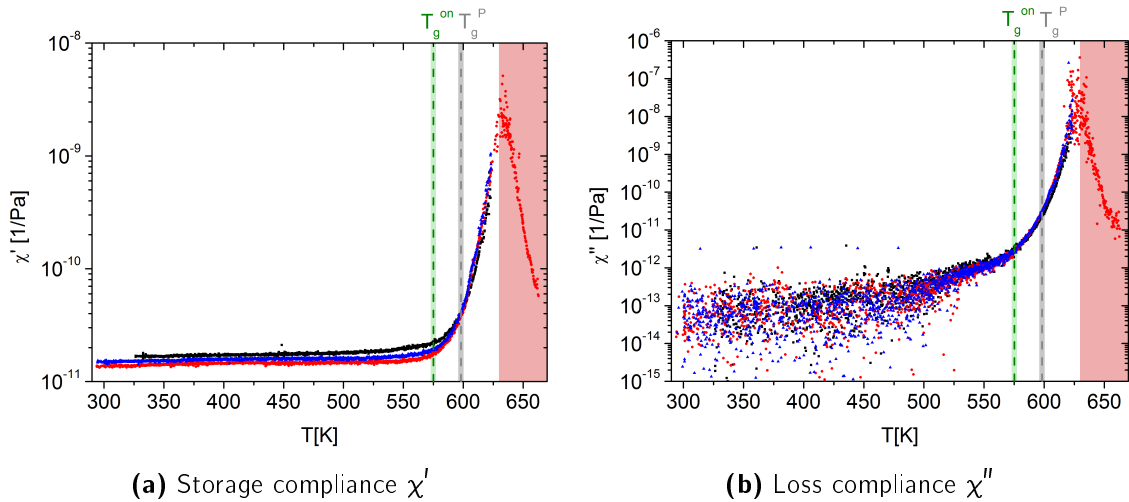 T_g^on T_g^P
10^-8
10^-9
10^-10
10^-11
χ' [1/Pa]
300 350 400 450 500 550 600 650
T[K]
(a) Storage compliance χ'
T_g^on T_g^P
10^-6
10^-7
10^-8
10^-9
10^-10
10^-11
10^-12
10^-13
10^-14
10^-15
χ'' [1/Pa]
300 350 400 450 500 550 600 650
T[K]
(b) Loss compliance χ''